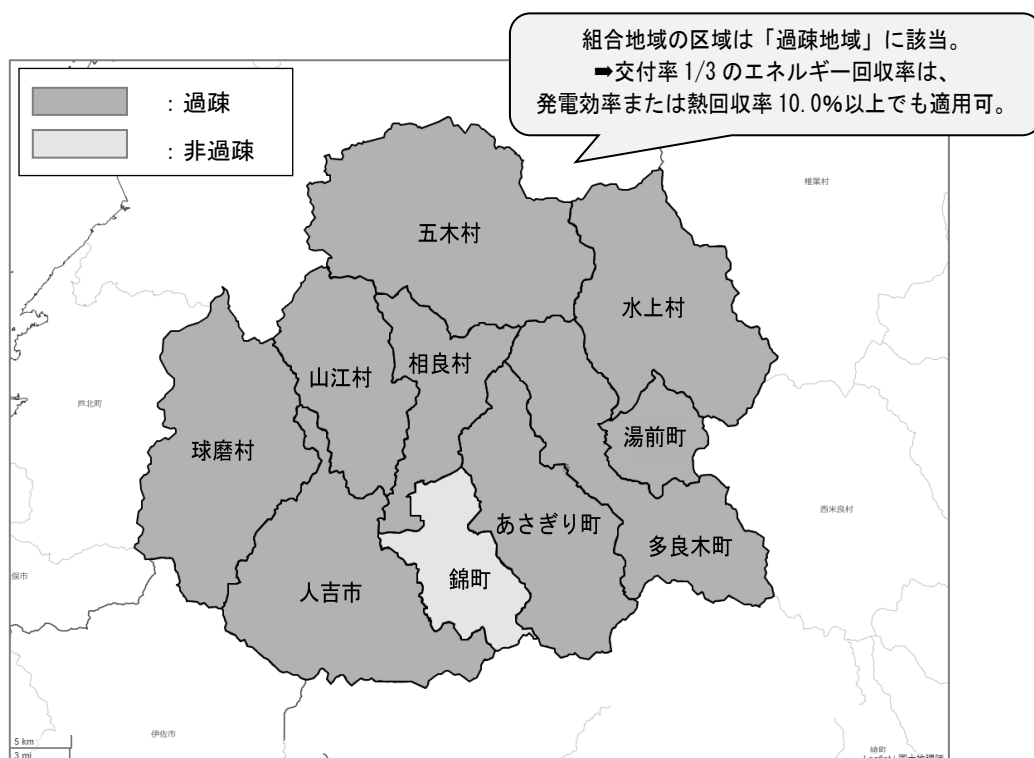 組合地域の区域は「過疎地域」に該当。
➡交付率 1/3 のエネルギー回収率は、
発電効率または熱回収率 10.0%以上でも適用可。
：過疎
：非過疎
椎葉村
五木村
水上村
相良村
山江村
芦北町
湯前町
球磨村
西米良村
あさぎり町
多良木町
錦町
人吉市
俣市
伊佐市
5 km
3 mi
綾町